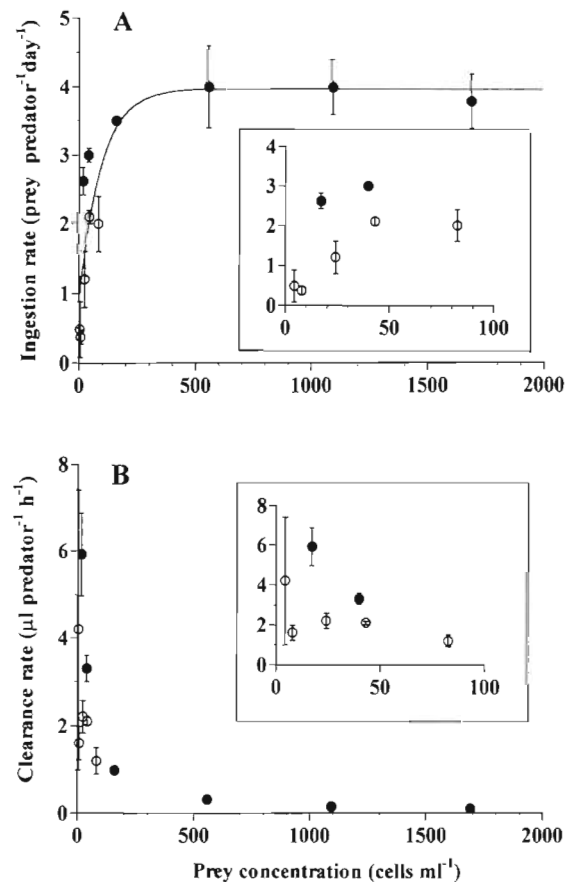 A
Ingestion rate (prey predator⁻¹day⁻¹)
5
4
3
2
1
0
0 500 1000 1500 2000
4
3
2
1
0
0 50 100
B
Clearance rate (µl predator⁻¹ h⁻¹)
8
6
4
2
0
0 500 1000 1500 2000
8
6
4
2
0
0 50 100
Prey concentration (cells ml⁻¹)